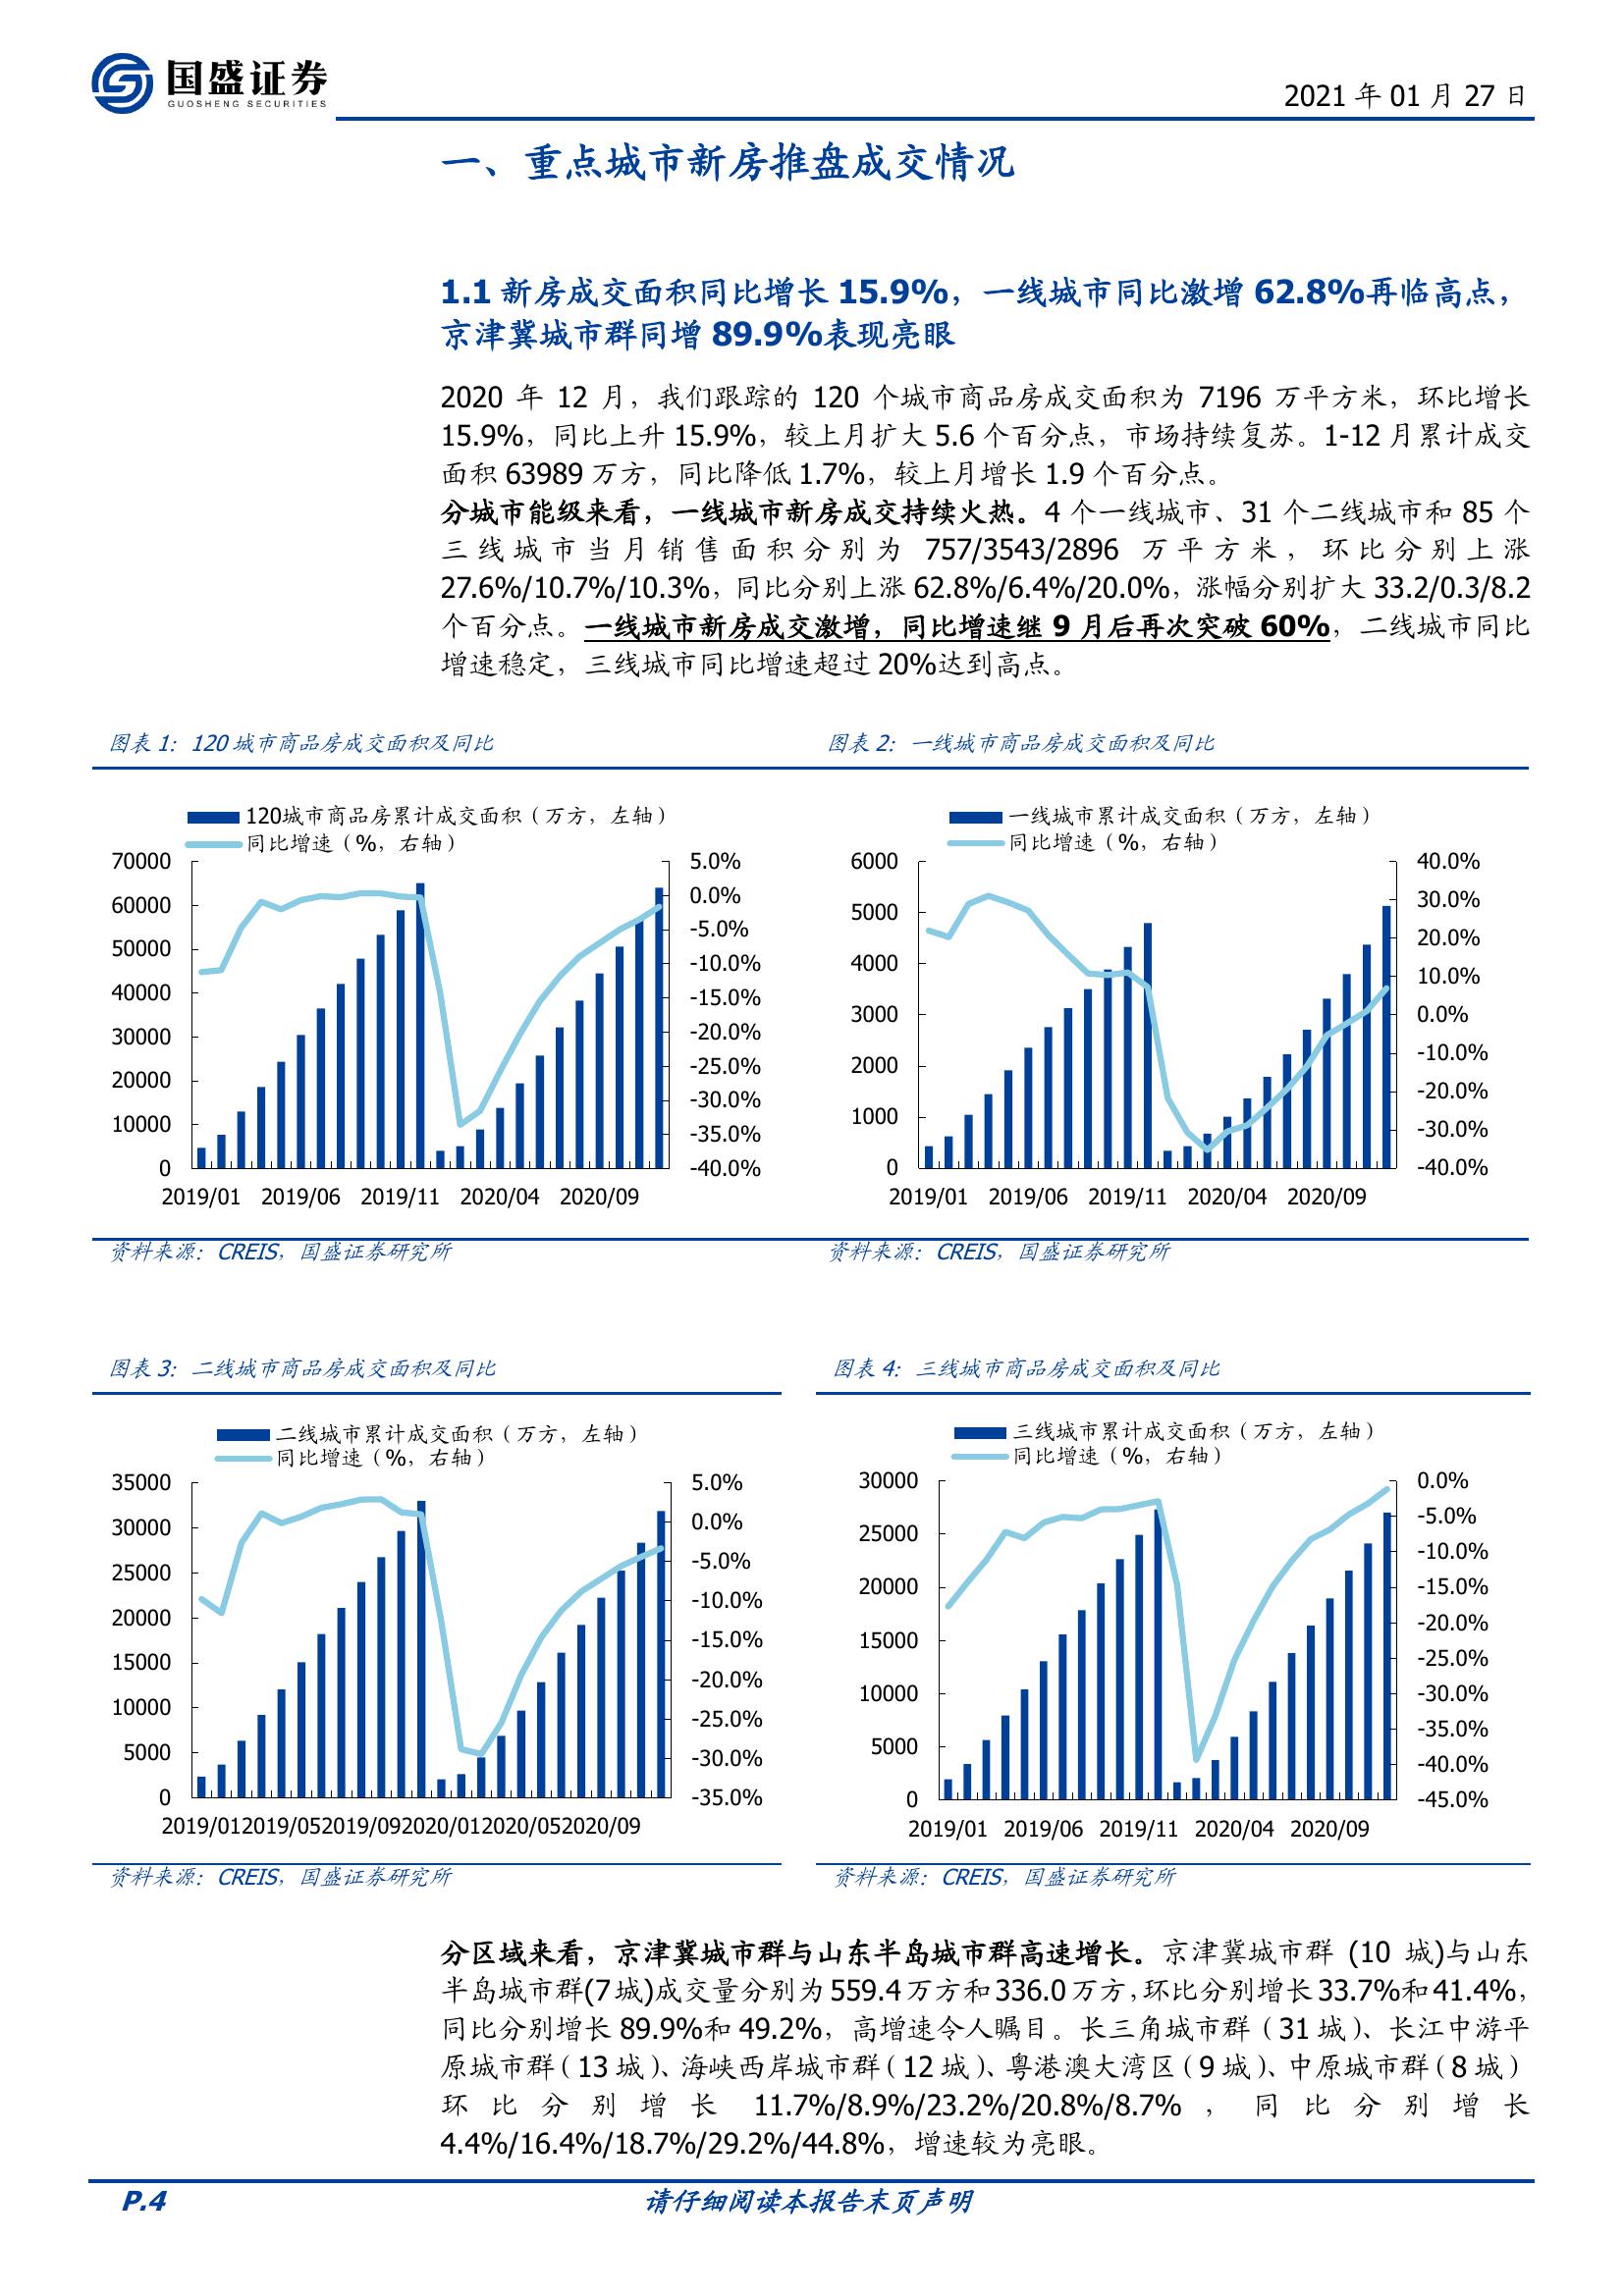 国盛证券
GUOSHENG SECURITIES
2021 年 01 月 27 日
一、重点城市新房推盘成交情况
1.1 新房成交面积同比增长 15.9%，一线城市同比激增 62.8%再临高点，
京津冀城市群同增 89.9%表现亮眼
2020 年 12 月，我们跟踪的 120 个城市商品房成交面积为 7196 万平方米，环比增长
15.9%，同比上升 15.9%，较上月扩大 5.6 个百分点，市场持续复苏。1-12 月累计成交
面积 63989 万方，同比降低 1.7%，较上月增长 1.9 个百分点。
分城市能级来看，一线城市新房成交持续火热。4 个一线城市、31 个二线城市和 85 个
三线城市当月销售面积分别为 757/3543/2896 万平方米，环比分别上涨
27.6%/10.7%/10.3%，同比分别上涨 62.8%/6.4%/20.0%，涨幅分别扩大 33.2/0.3/8.2
个百分点。一线城市新房成交激增，同比增速继 9 月后再次突破 60%，二线城市同比
增速稳定，三线城市同比增速超过 20%达到高点。
图表 1：120 城市商品房成交面积及同比
120城市商品房累计成交面积（万方，左轴）
同比增速（%，右轴）
70000
60000
50000
40000
30000
20000
10000
0
5.0%
0.0%
-5.0%
-10.0%
-15.0%
-20.0%
-25.0%
-30.0%
-35.0%
-40.0%
2019/01 2019/06 2019/11 2020/04 2020/09
资料来源：CREIS，国盛证券研究所
图表 2：一线城市商品房成交面积及同比
一线城市累计成交面积（万方，左轴）
同比增速（%，右轴）
6000
5000
4000
3000
2000
1000
0
40.0%
30.0%
20.0%
10.0%
0.0%
-10.0%
-20.0%
-30.0%
-40.0%
2019/01 2019/06 2019/11 2020/04 2020/09
资料来源：CREIS，国盛证券研究所
图表 3：二线城市商品房成交面积及同比
二线城市累计成交面积（万方，左轴）
同比增速（%，右轴）
35000
30000
25000
20000
15000
10000
5000
0
5.0%
0.0%
-5.0%
-10.0%
-15.0%
-20.0%
-25.0%
-30.0%
-35.0%
2019/01 2019/05 2019/09 2020/01 2020/05 2020/09
资料来源：CREIS，国盛证券研究所
图表 4：三线城市商品房成交面积及同比
三线城市累计成交面积（万方，左轴）
同比增速（%，右轴）
30000
25000
20000
15000
10000
5000
0
0.0%
-5.0%
-10.0%
-15.0%
-20.0%
-25.0%
-30.0%
-35.0%
-40.0%
-45.0%
2019/01 2019/06 2019/11 2020/04 2020/09
资料来源：CREIS，国盛证券研究所
分区域来看，京津冀城市群与山东半岛城市群高速增长。京津冀城市群 (10 城)与山东
半岛城市群(7 城)成交量分别为 559.4 万方和 336.0 万方，环比分别增长 33.7%和 41.4%，
同比分别增长 89.9%和 49.2%，高增速令人瞩目。长三角城市群（31 城）、长江中游平
原城市群（13 城）、海峡西岸城市群（12 城）、粤港澳大湾区（9 城）、中原城市群（8 城）
环比分别增长 11.7%/8.9%/23.2%/20.8%/8.7%，同比分别增长
4.4%/16.4%/18.7%/29.2%/44.8%，增速较为亮眼。
P.4
请仔细阅读本报告末页声明